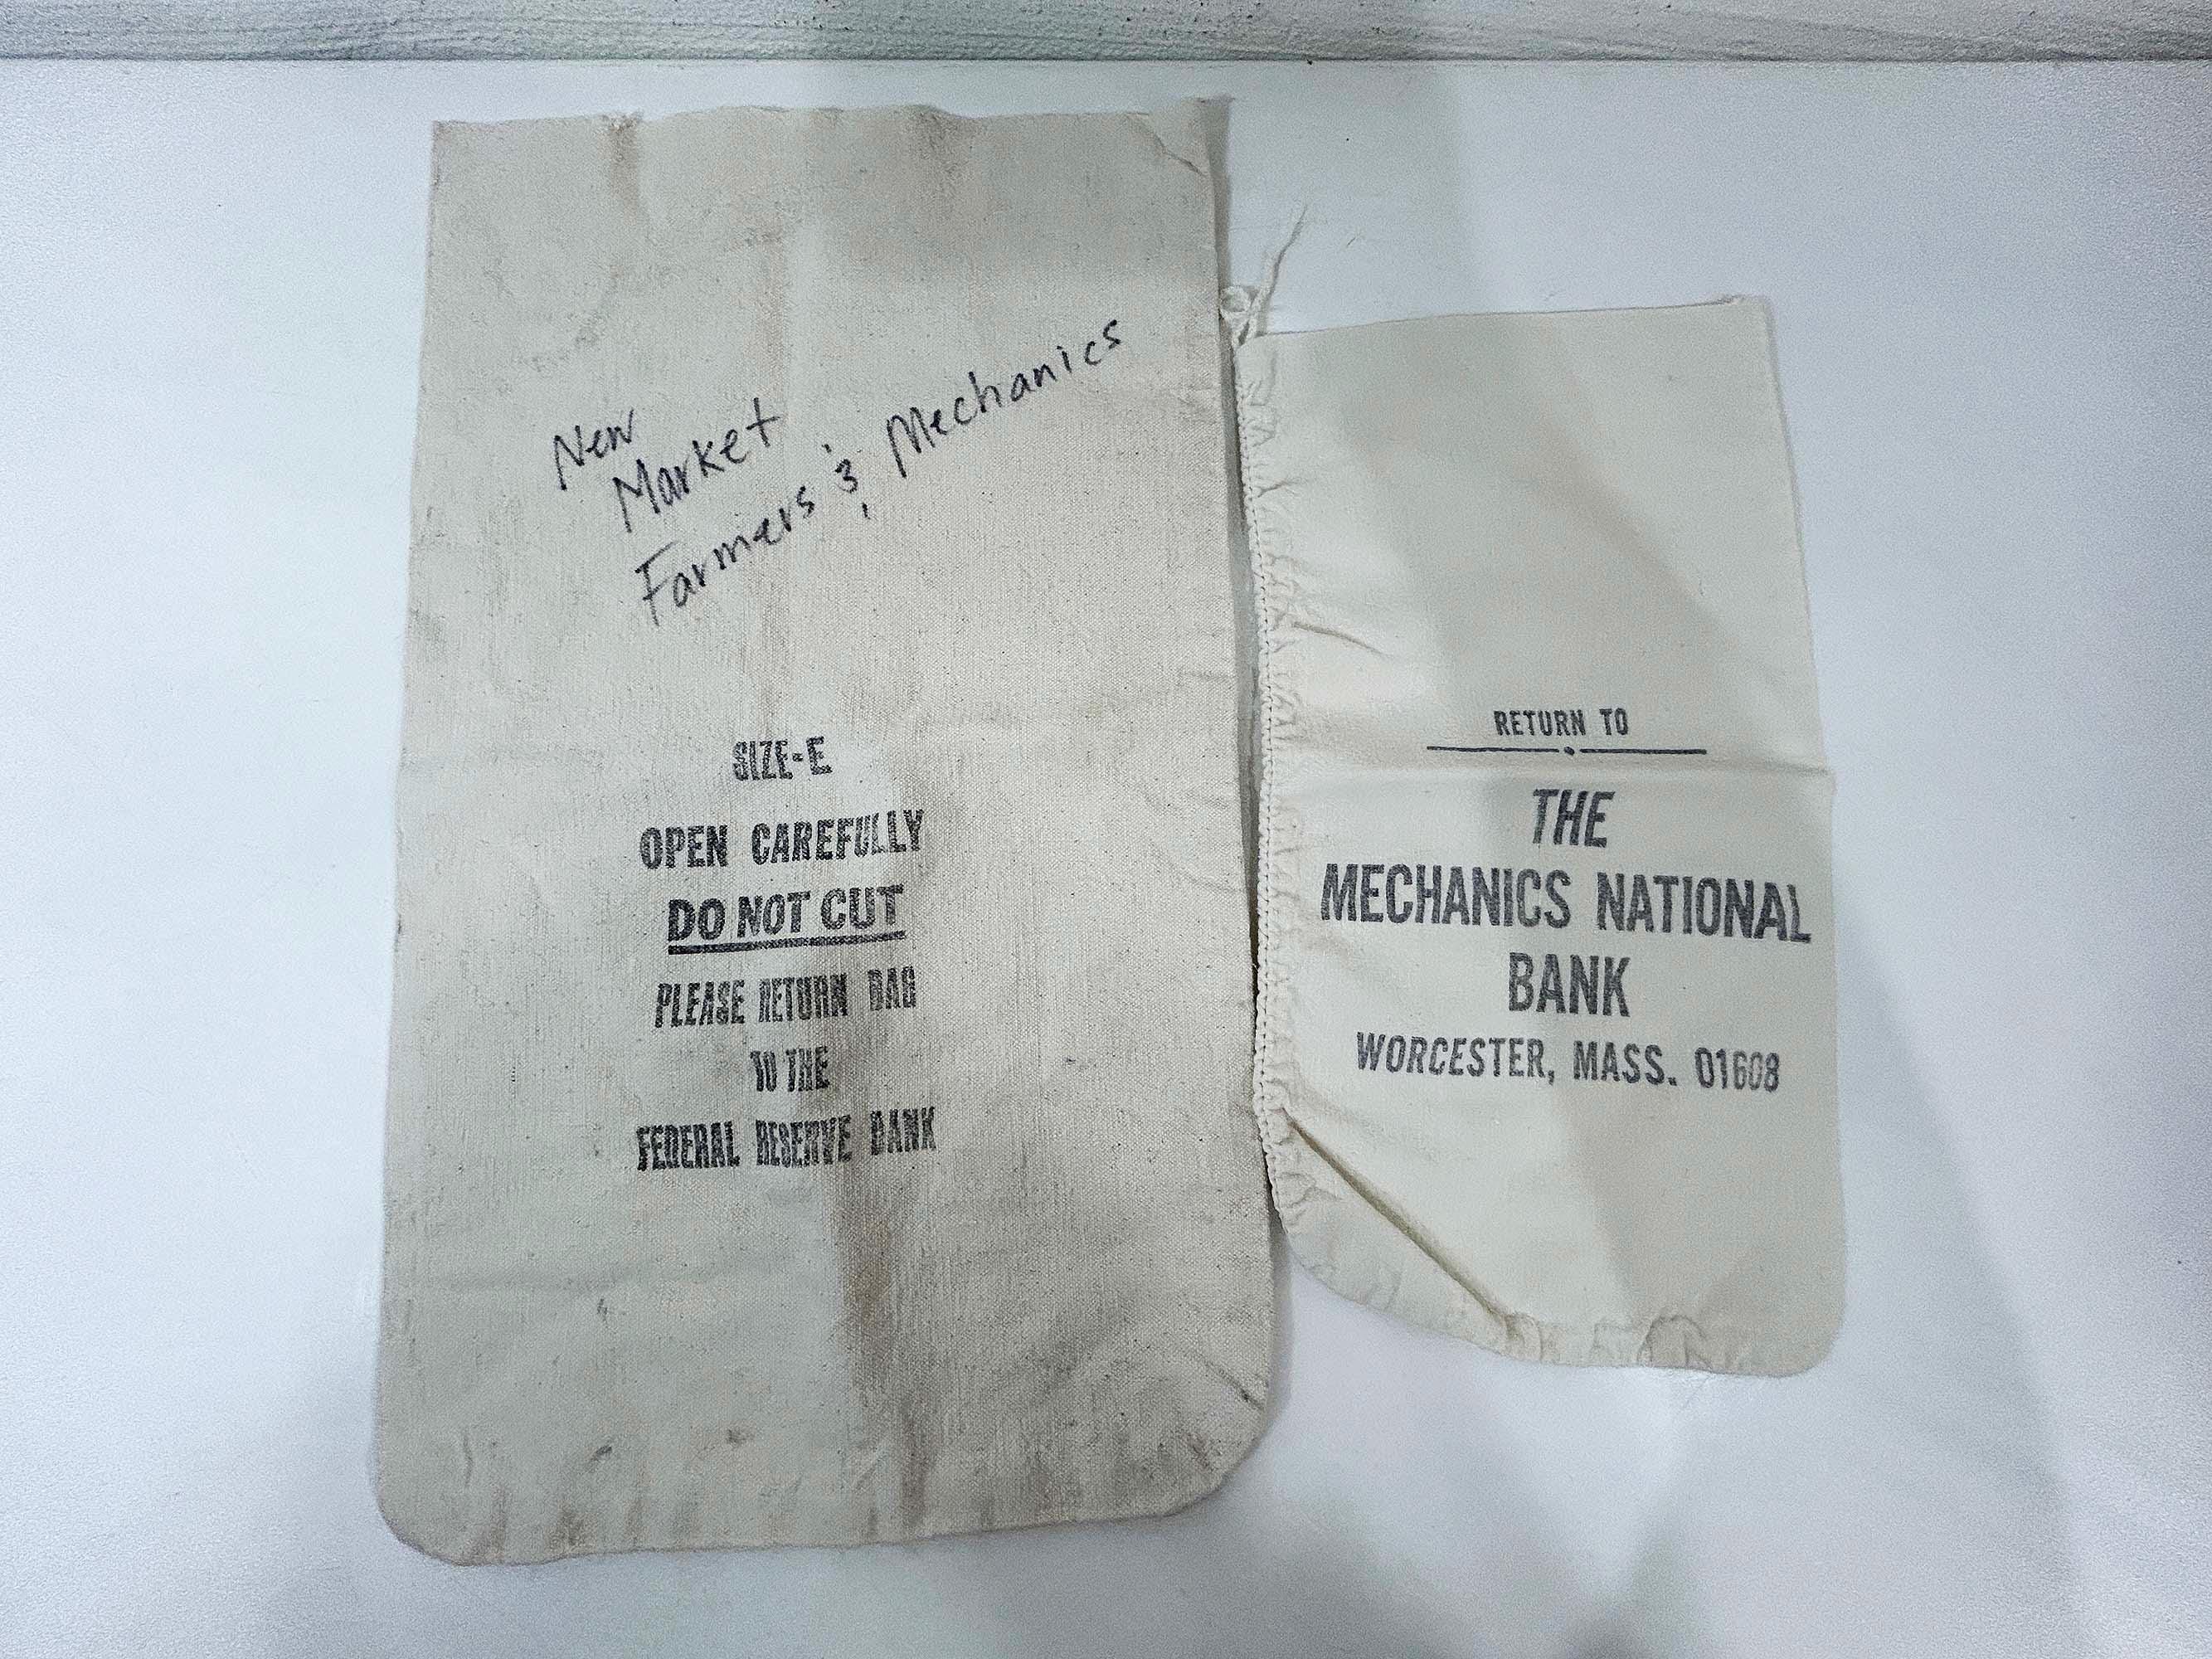 New
Market
Farmers & Mechanics
SIZE-E
OPEN CAREFULLY
DO NOT CUT
PLEASE RETURN BAG
TO THE
FEDERAL RESERVE BANK
RETURN TO
THE
MECHANICS NATIONAL
BANK
WORCESTER, MASS. 01608